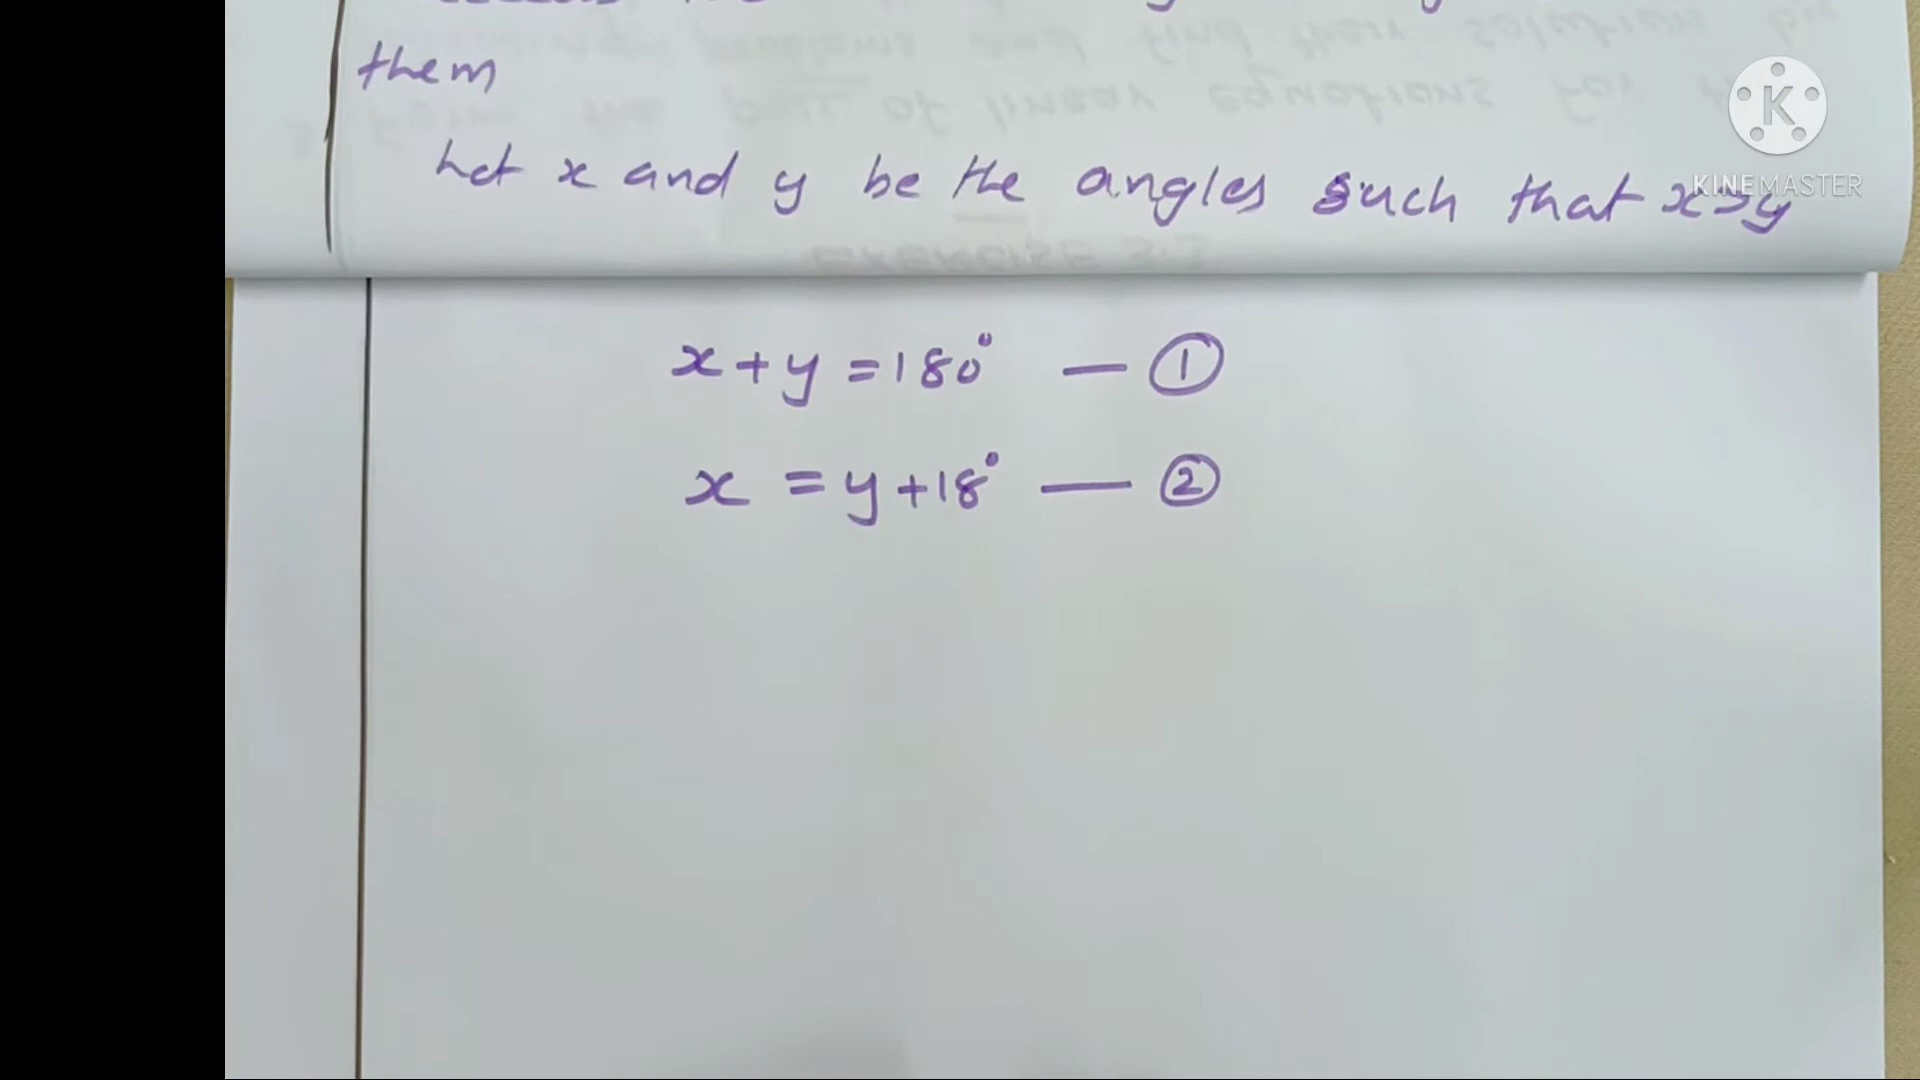 them
Let x and y be the angles such that x>y
KINEMASTER
x + y = 180° — ①
x = y + 18° — ②